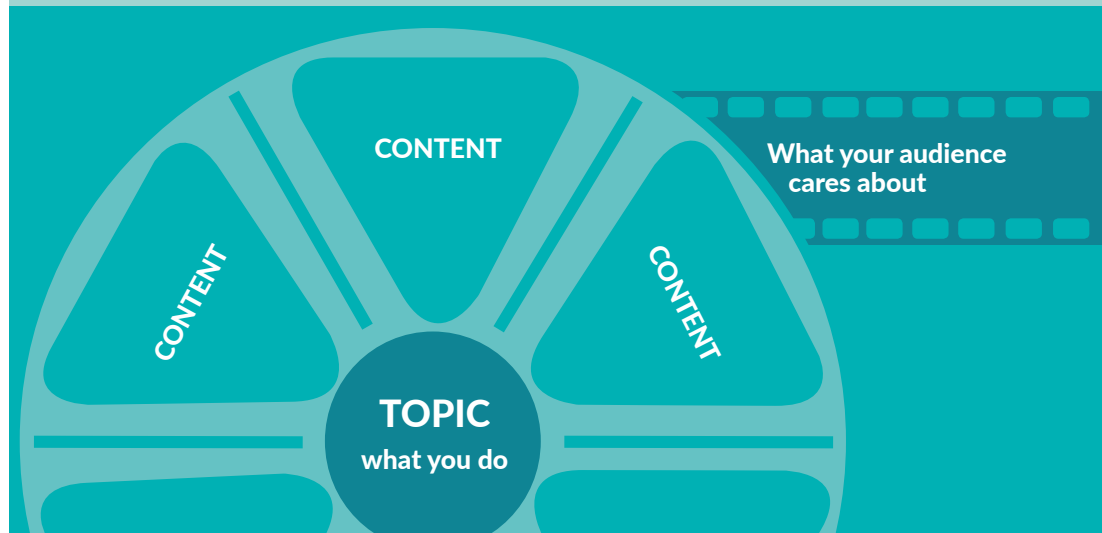 CONTENT
What your audience
cares about
CONTENT
CONTENT
TOPIC
what you do